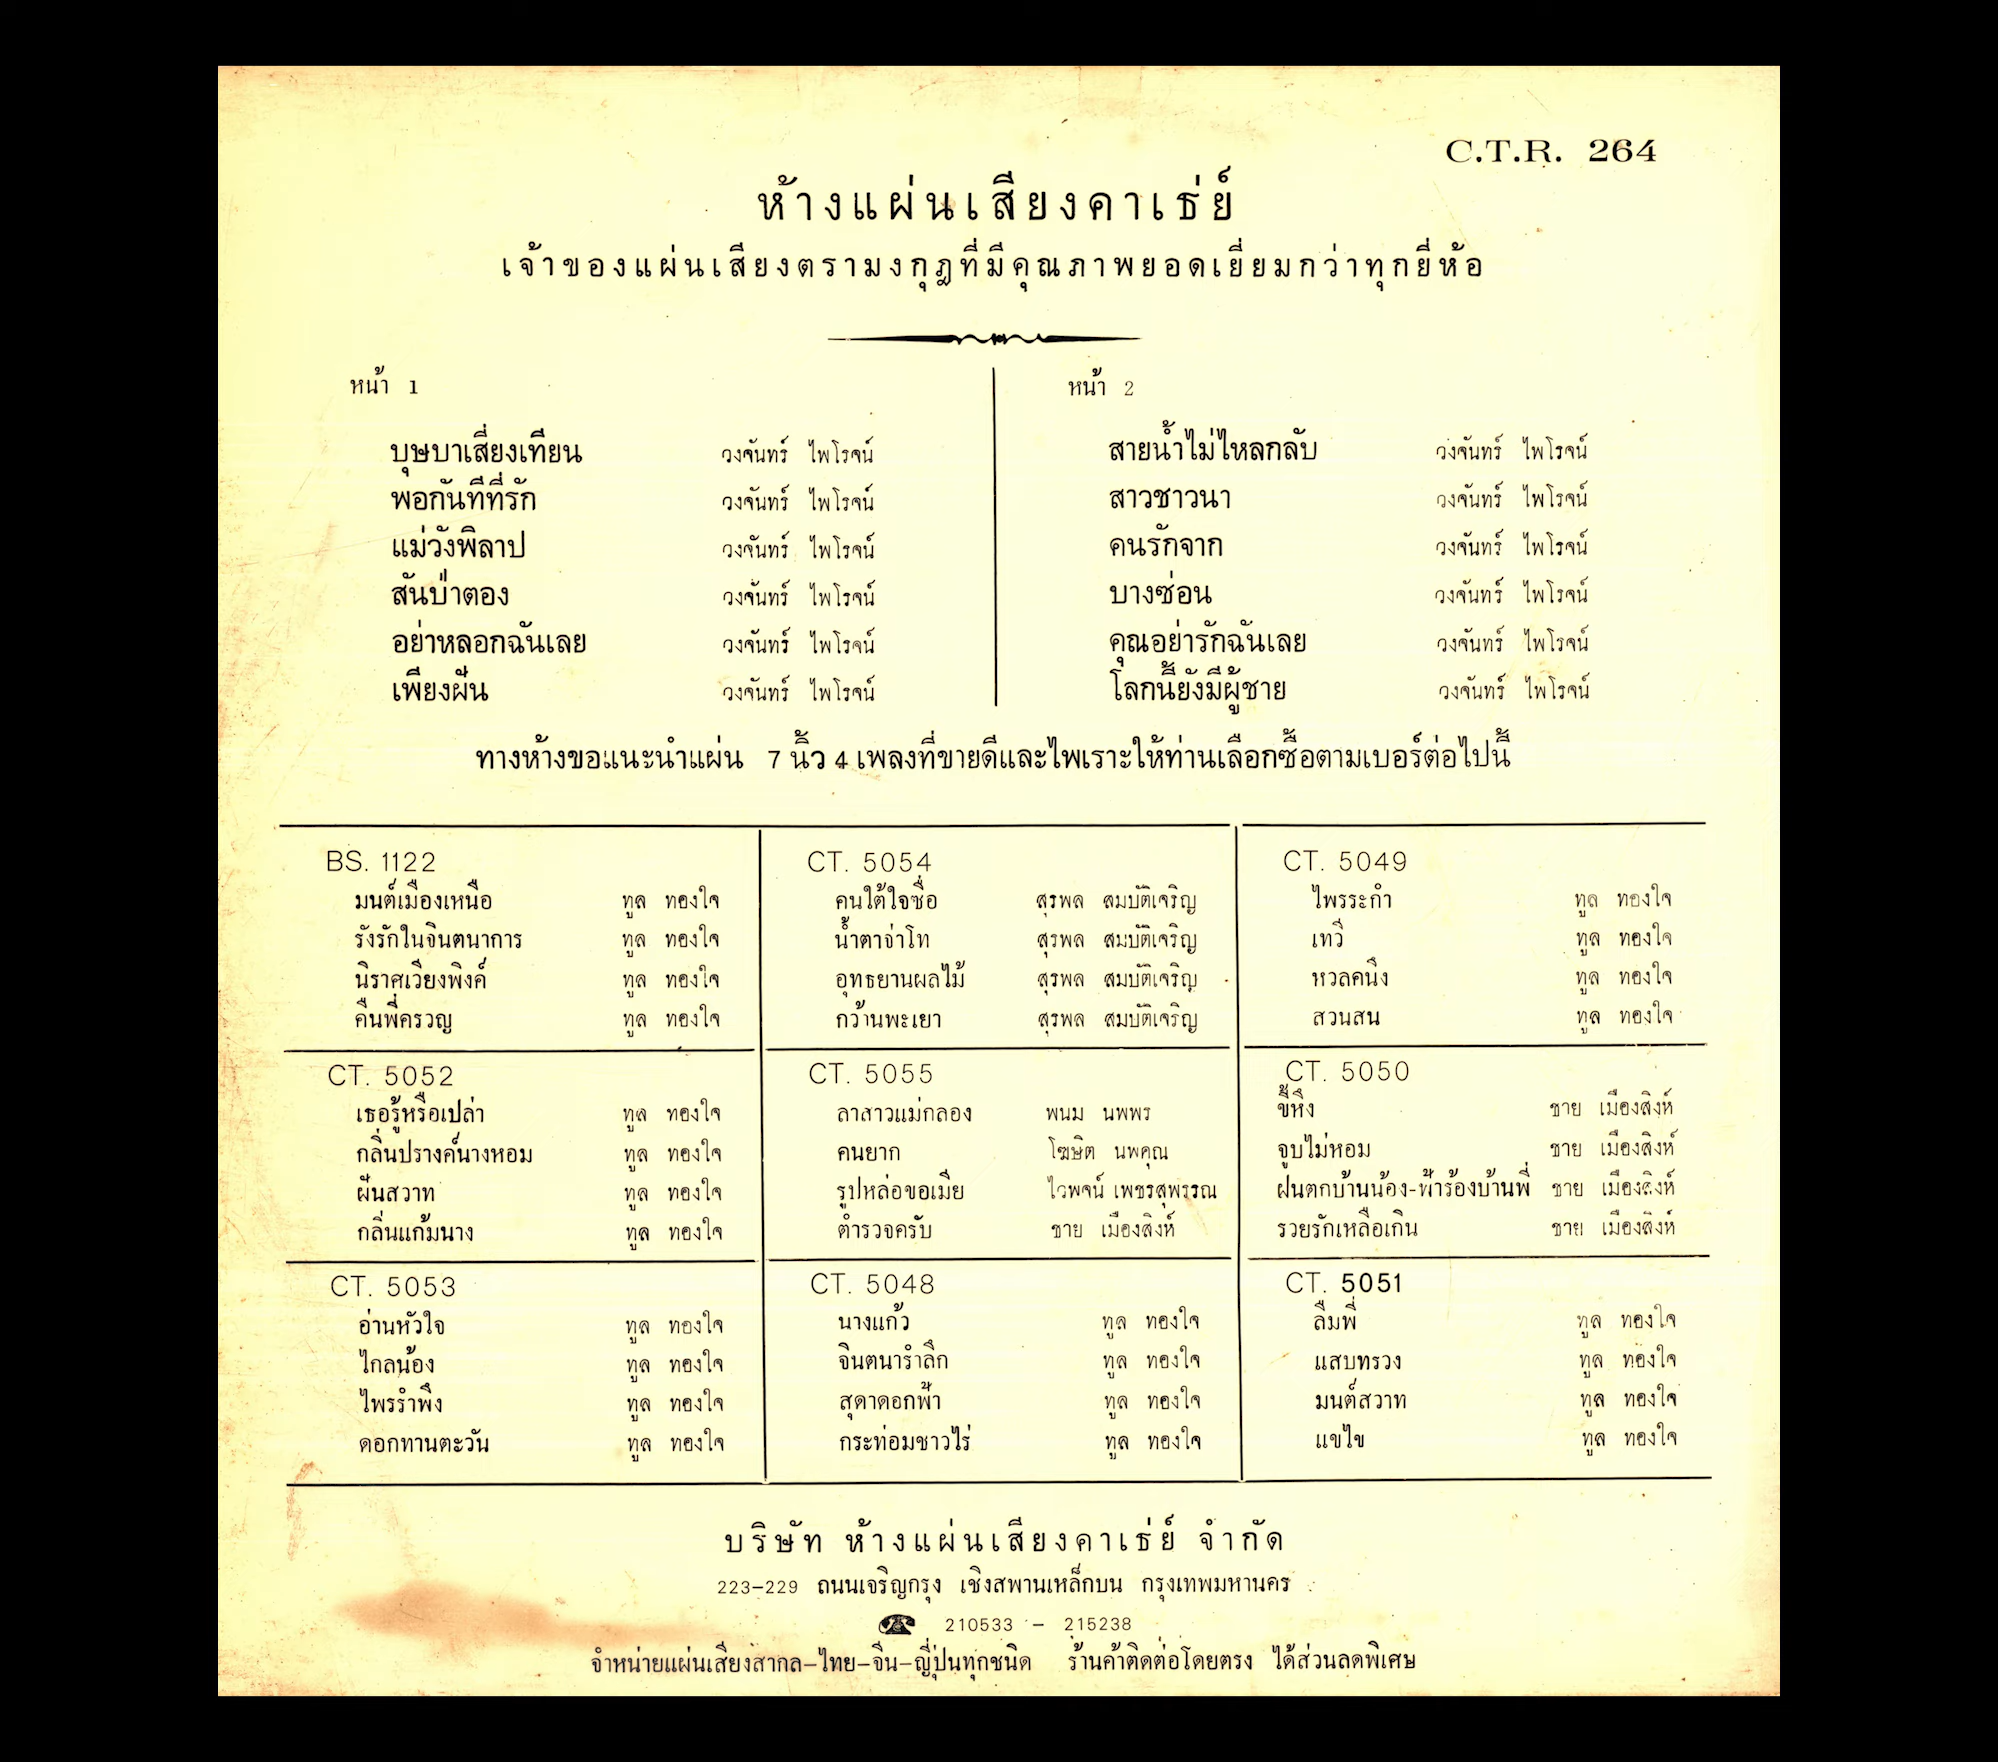 C.T.R. 264
ห้างแผ่นเสียงคาเธ่ย์
เจ้าของแผ่นเสียงตรามงกุฎที่มีคุณภาพยอดเยี่ยมกว่าทุกยี่ห้อ
หน้า 1
บุษบาเสี่ยงเทียน วงจันทร์ ไพโรจน์
พอกันทีที่รัก วงจันทร์ ไพโรจน์
แม่วังพิลาป วงจันทร์ ไพโรจน์
สันป่าตอง วงจันทร์ ไพโรจน์
อย่าหลอกฉันเลย วงจันทร์ ไพโรจน์
เพียงฝัน วงจันทร์ ไพโรจน์
หน้า 2
สายน้ำไม่ไหลกลับ วงจันทร์ ไพโรจน์
สาวชาวนา วงจันทร์ ไพโรจน์
คนรักจาก วงจันทร์ ไพโรจน์
บางซ่อน วงจันทร์ ไพโรจน์
คุณอย่ารักฉันเลย วงจันทร์ ไพโรจน์
โลกนี้ยังมีผู้ชาย วงจันทร์ ไพโรจน์
ทางห้างขอแนะนำแผ่น 7 นิ้ว 4 เพลงที่ขายดีและไพเราะให้ท่านเลือกซื้อตามเบอร์ต่อไปนี้
BS. 1122
มนต์เมืองเหนือ ทูล ทองใจ
รังรักในจินตนาการ ทูล ทองใจ
นิราศเวียงพิงค์ ทูล ทองใจ
คืนพี่ครวญ ทูล ทองใจ
CT. 5054
คนใต้ใจซื่อ สุรพล สมบัติเจริญ
น้ำตาจ่าโท สุรพล สมบัติเจริญ
อุทธยานผลไม้ สุรพล สมบัติเจริญ
กว้านพะเยา สุรพล สมบัติเจริญ
CT. 5049
ไพรระกำ ทูล ทองใจ
เทวี ทูล ทองใจ
หวลคนึง ทูล ทองใจ
สวนสน ทูล ทองใจ
CT. 5052
เธอรู้หรือเปล่า ทูล ทองใจ
กลิ่นปรางค์นางหอม ทูล ทองใจ
ฝันสวาท ทูล ทองใจ
กลิ่นแก้มนาง ทูล ทองใจ
CT. 5055
ลาสาวแม่กลอง พนม นพพร
คนยาก โฆษิต นพคุณ
รูปหล่อขอเมีย ไวพจน์ เพชรสุพรรณ
ตำรวจครับ ชาย เมืองสิงห์
CT. 5050
ขี้หึง ชาย เมืองสิงห์
จูบไม่หอม ชาย เมืองสิงห์
ฝนตกบ้านน้อง-ฟ้าร้องบ้านพี่ ชาย เมืองสิงห์
รวยรักเหลือเกิน ชาย เมืองสิงห์
CT. 5053
อ่านหัวใจ ทูล ทองใจ
ไกลน้อง ทูล ทองใจ
ไพรรำพึง ทูล ทองใจ
ดอกทานตะวัน ทูล ทองใจ
CT. 5048
นางแก้ว ทูล ทองใจ
จินตนารำลึก ทูล ทองใจ
สุดาดอกฟ้า ทูล ทองใจ
กระท่อมชาวไร่ ทูล ทองใจ
CT. 5051
ลืมพี่ ทูล ทองใจ
แสบทรวง ทูล ทองใจ
มนต์สวาท ทูล ทองใจ
แขไข ทูล ทองใจ
บริษัท ห้างแผ่นเสียงคาเธ่ย์ จำกัด
223-229 ถนนเจริญกรุง เชิงสพานเหล็กบน กรุงเทพมหานคร
210533 - 215238
จำหน่ายแผ่นเสียงสากล-ไทย-จีน-ญี่ปุ่นทุกชนิด ร้านค้าติดต่อโดยตรง ได้ส่วนลดพิเศษ